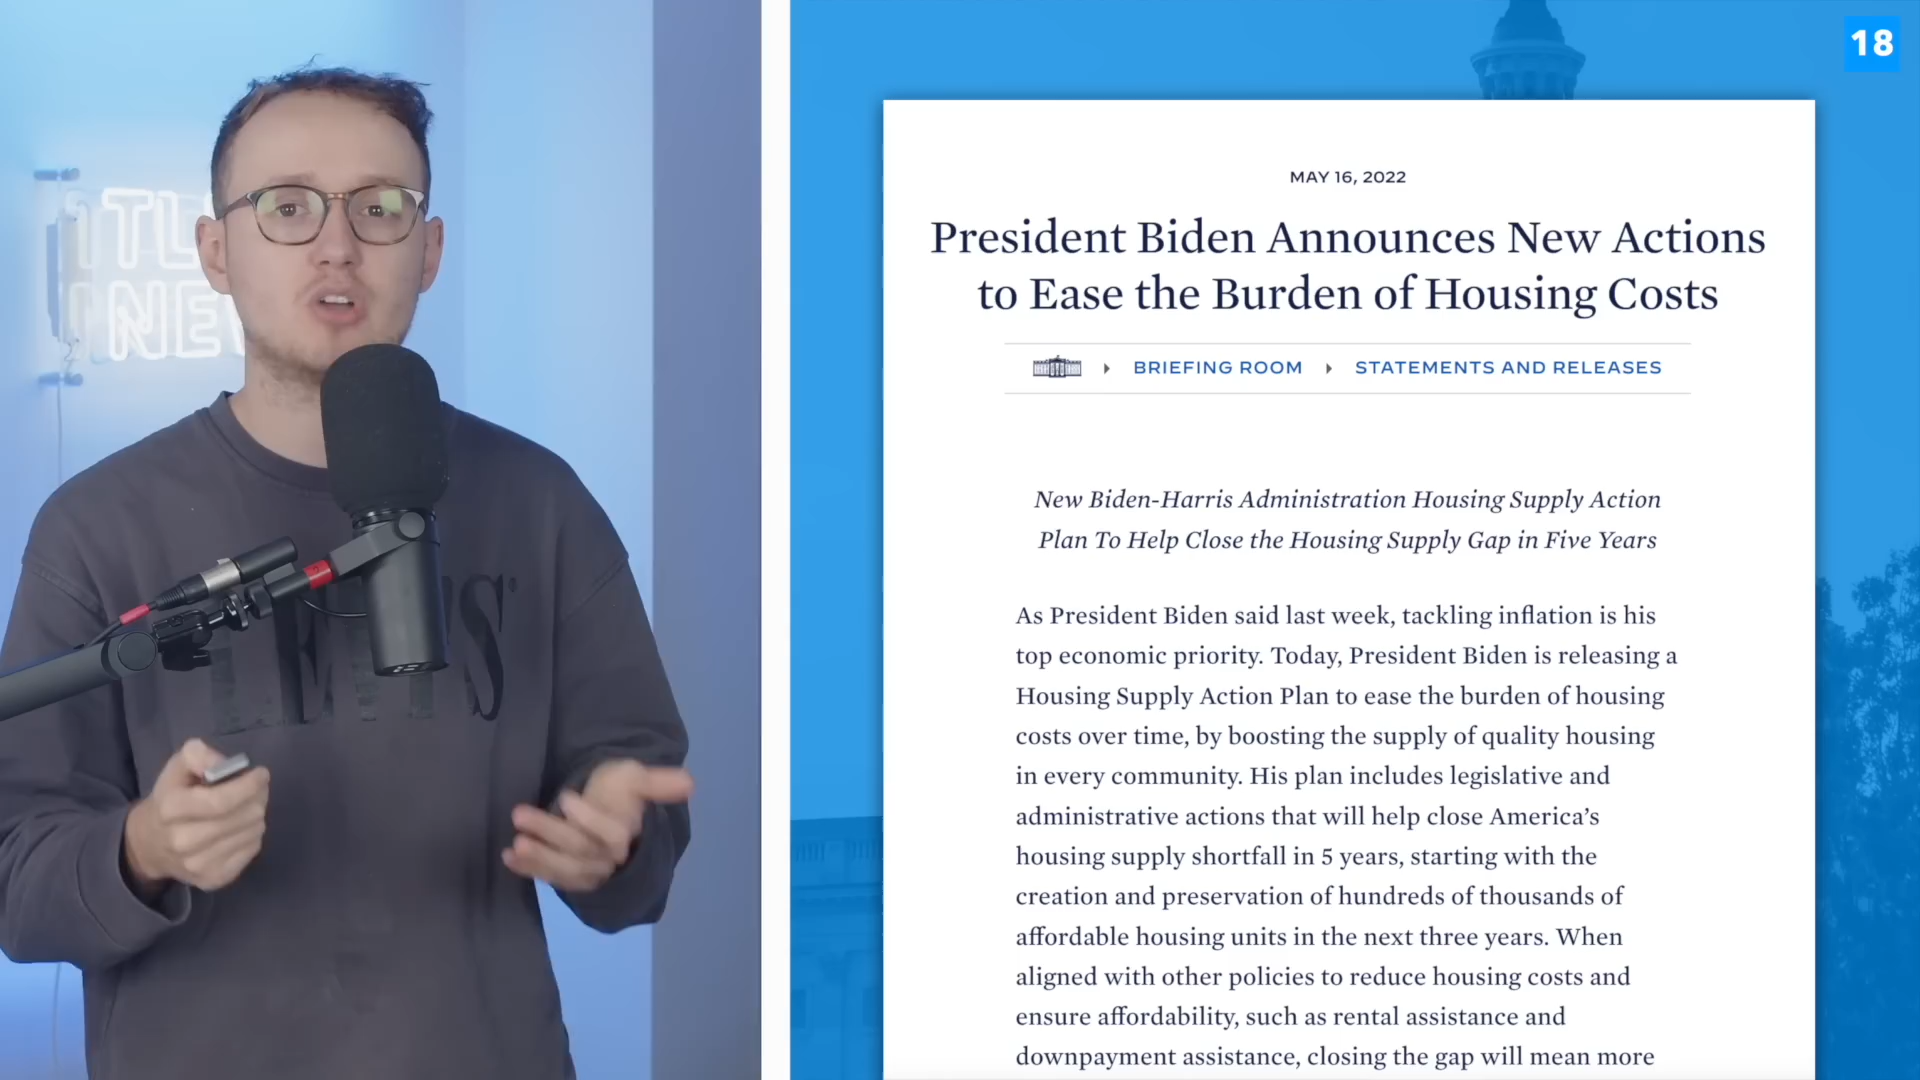 TL
NE
18
MAY 16, 2022
President Biden Announces New Actions
to Ease the Burden of Housing Costs
BRIEFING ROOM
STATEMENTS AND RELEASES
New Biden-Harris Administration Housing Supply Action
Plan To Help Close the Housing Supply Gap in Five Years
As President Biden said last week, tackling inflation is his
top economic priority. Today, President Biden is releasing a
Housing Supply Action Plan to ease the burden of housing
costs over time, by boosting the supply of quality housing
in every community. His plan includes legislative and
administrative actions that will help close America’s
housing supply shortfall in 5 years, starting with the
creation and preservation of hundreds of thousands of
affordable housing units in the next three years. When
aligned with other policies to reduce housing costs and
ensure affordability, such as rental assistance and
downpayment assistance, closing the gap will mean more